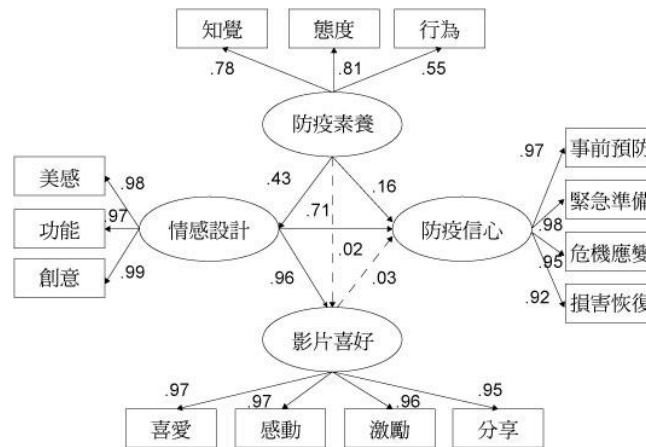 知覺 態度 行為
.78 .81 .55
防疫素養
事前預防
.97
美感 .98 .43 .16 緊急準備
功能 .97 情感設計 .71 防疫信心 .98
危機應變
.95
創意 .99 .96 .02 .03 .92 損害恢復
影片喜好
.97 .97 .96 .95
喜愛 感動 激勵 分享